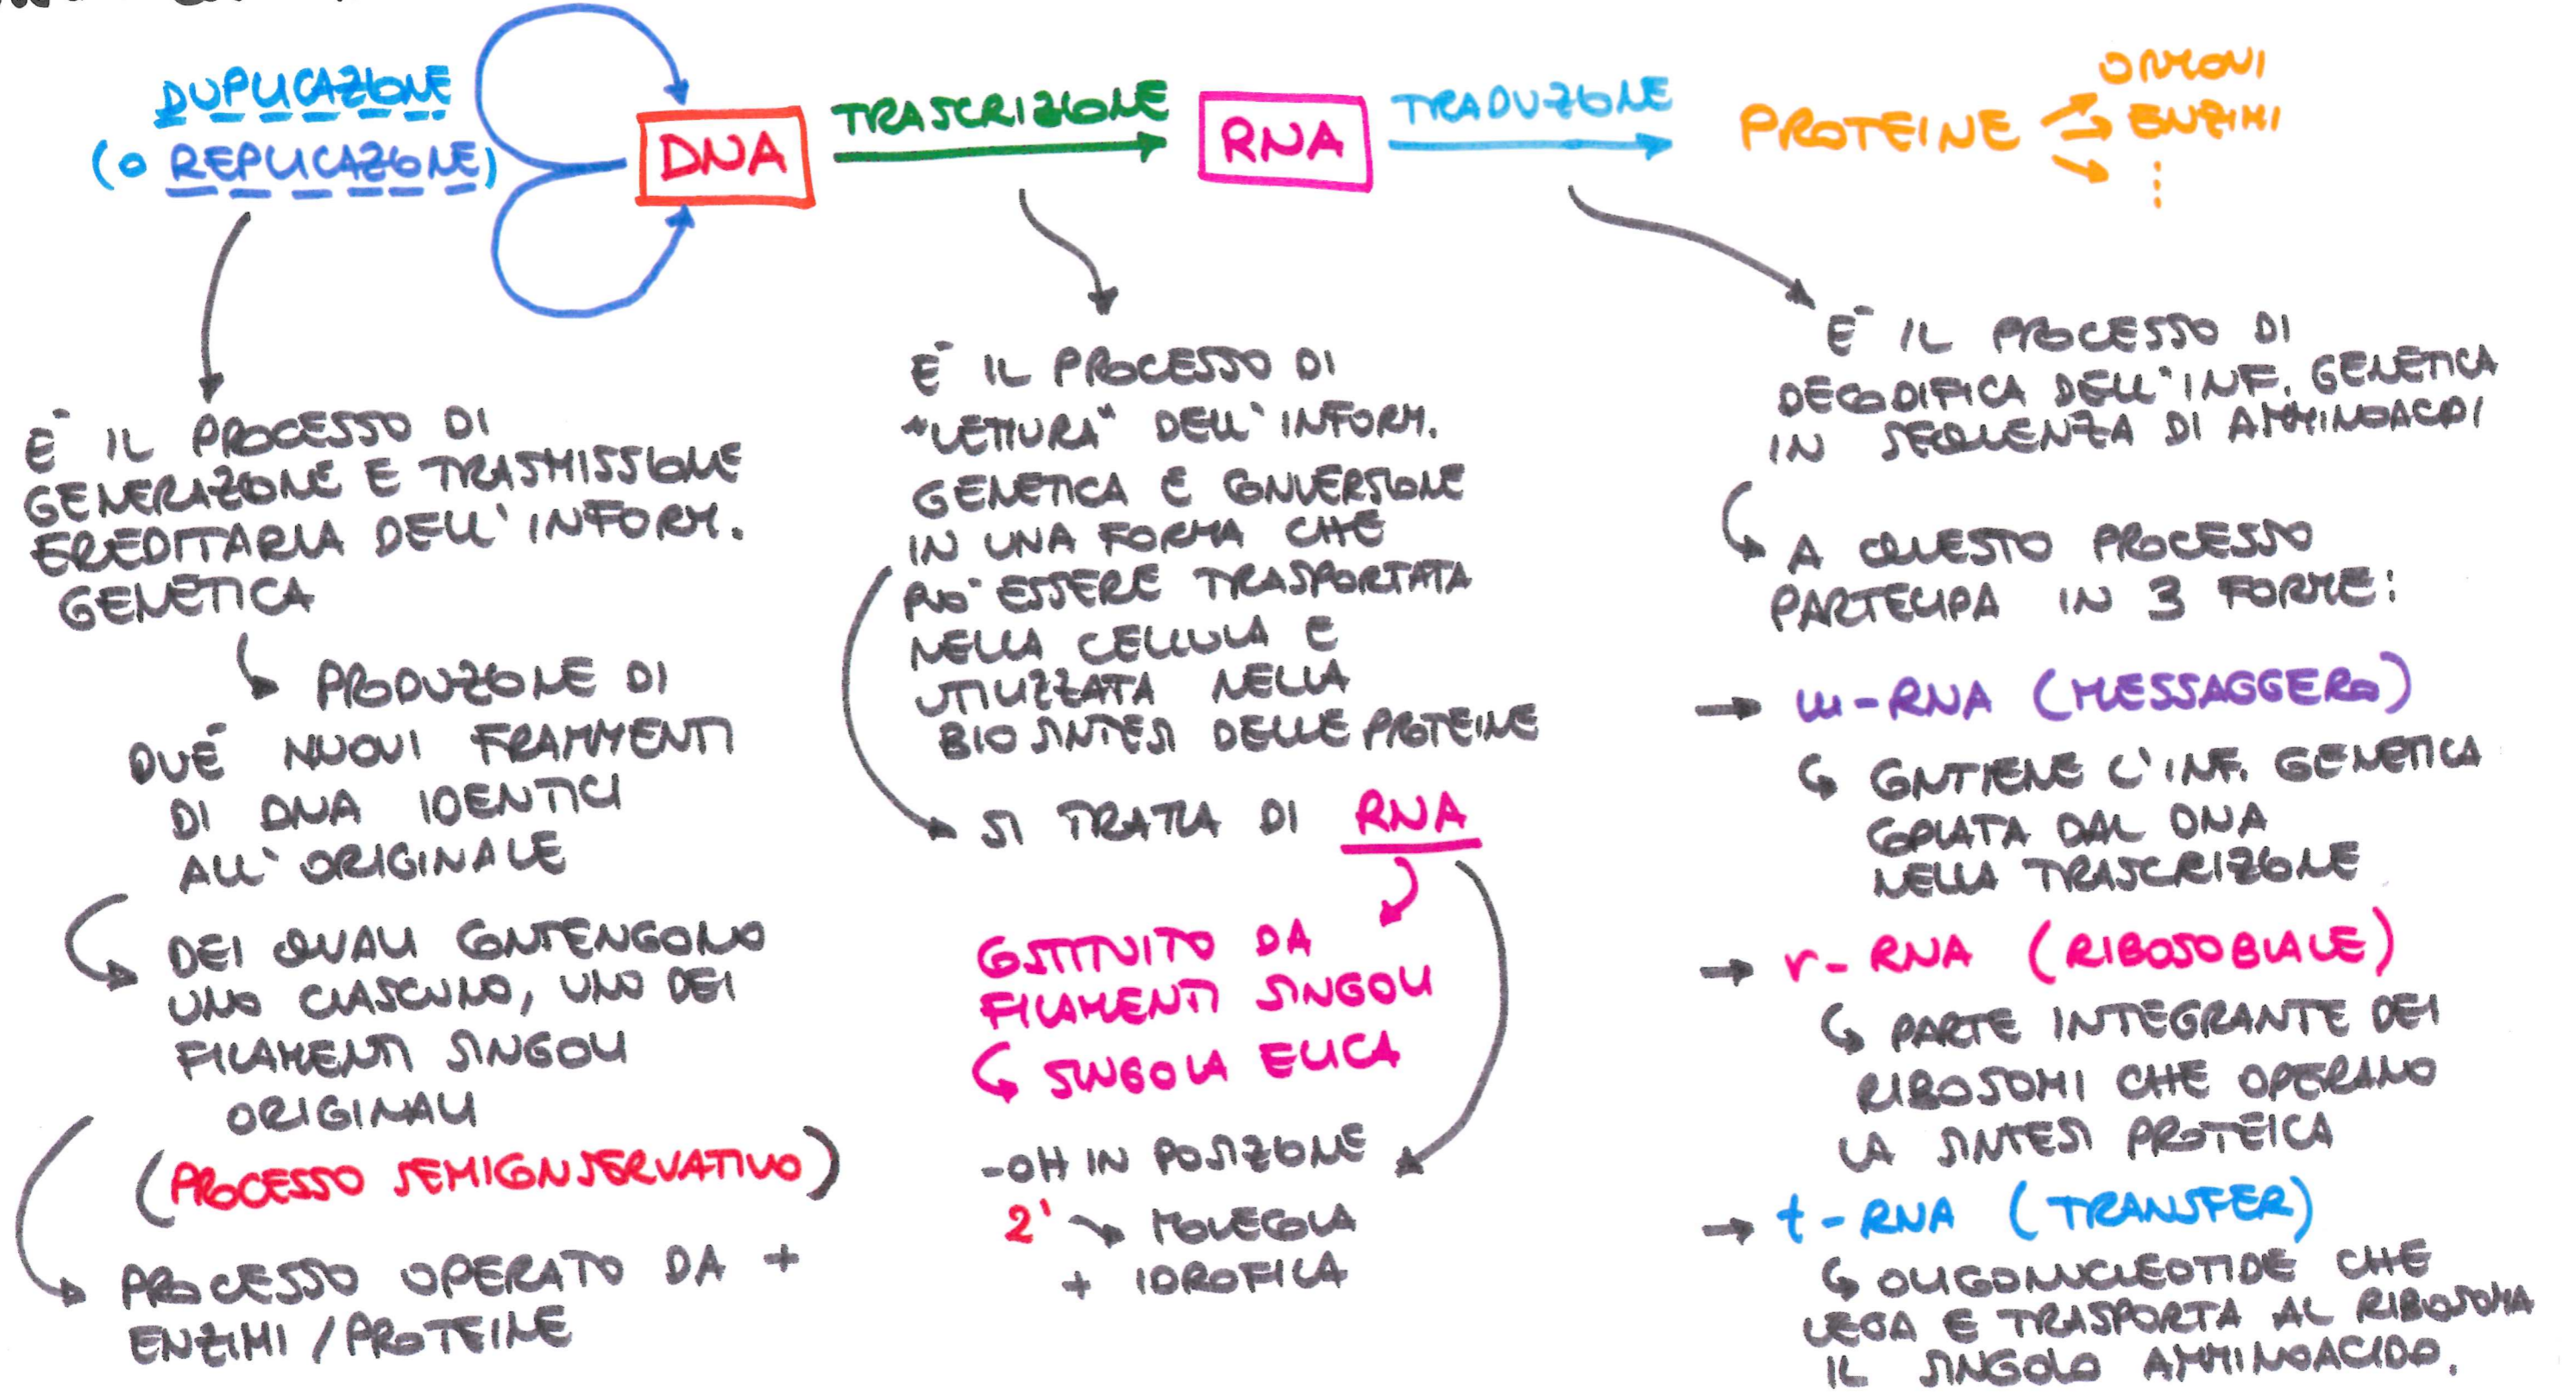 DUPLICAZIONE
(O REPLICAZIONE)
DNA
TRASCRIZIONE
RNA
TRADUZIONE
PROTEINE
ORMONI
ENZIMI
È IL PROCESSO DI
GENERAZIONE E TRASMISSIONE
EREDITARIA DELL'INFORM.
GENETICA
PRODUZIONE DI
DUE NUOVI FRAMMENTI
DI DNA IDENTICI
ALL'ORIGINALE
DEI QUALI CONTENGONO
UNO CIASCUNO, UNO DEI
FILAMENTI SINGOLI
ORIGINALI
(PROCESSO SEMICONSERVATIVO)
PROCESSO OPERATO DA +
ENZIMI / PROTEINE
È IL PROCESSO DI
"LETTURA" DELL'INFORM.
GENETICA E CONVERSIONE
IN UNA FORMA CHE
PUÒ ESSERE TRASPORTATA
NELLA CELLULA E
UTILIZZATA NELLA
BIOSINTESI DELLE PROTEINE
SI TRATTA DI RNA
COSTITUITO DA
FILAMENTI SINGOLI
SINGOLA ELICA
-OH IN POSIZIONE
2' MOLECOLA
+ IDROFILA
È IL PROCESSO DI
DECODIFICA DELL'INF. GENETICA
IN SEQUENZA DI AMMINOACIDI
A QUESTO PROCESSO
PARTECIPA IN 3 FORME:
m-RNA (MESSAGGERO)
CONTIENE L'INF. GENETICA
COPIATA DAL DNA
NELLA TRASCRIZIONE
r-RNA (RIBOSOBIALE)
PARTE INTEGRANTE DEI
RIBOSOMI CHE OPERANO
LA SINTESI PROTEICA
t-RNA (TRANSFER)
OLIGONUCLEOTIDE CHE
LEGA E TRASPORTA AL RIBOSOMA
IL SINGOLO AMMINOACIDO.